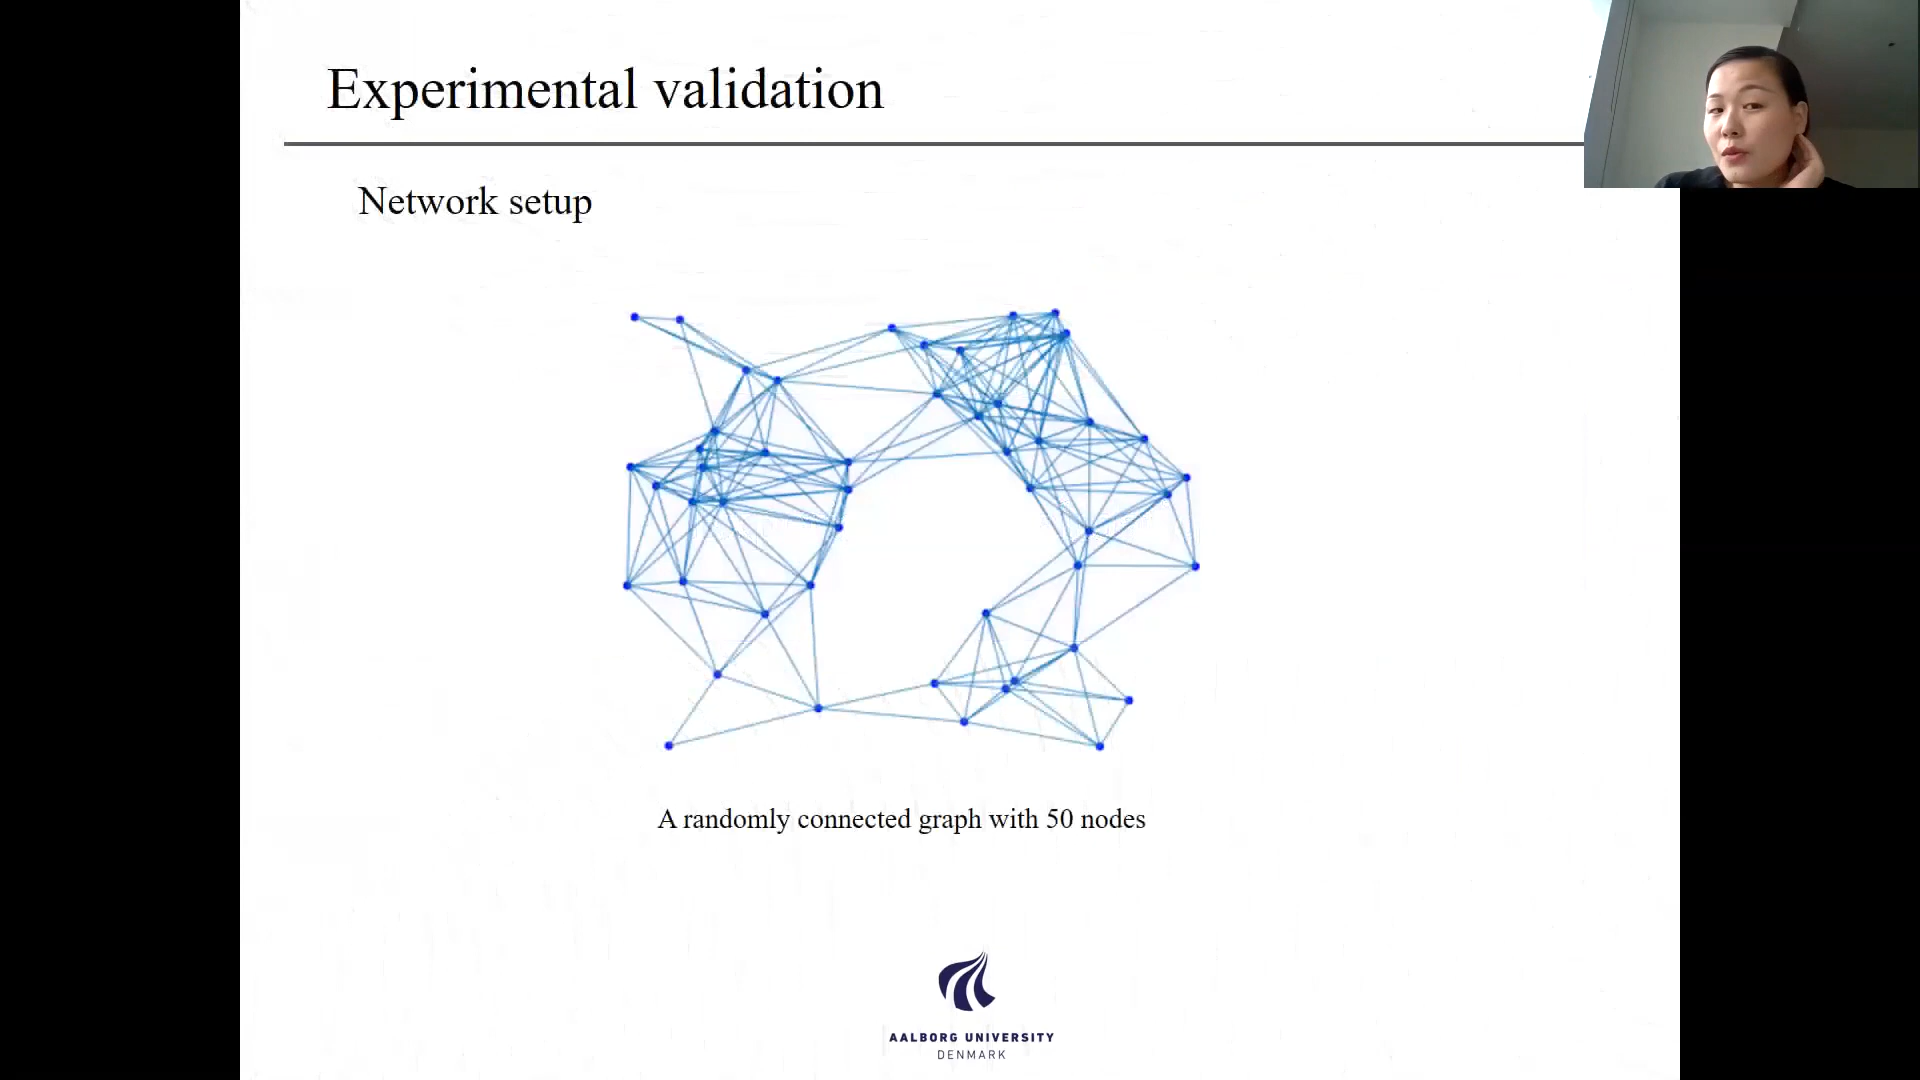 Experimental validation
Network setup
A randomly connected graph with 50 nodes
AALBORG UNIVERSITY
DENMARK